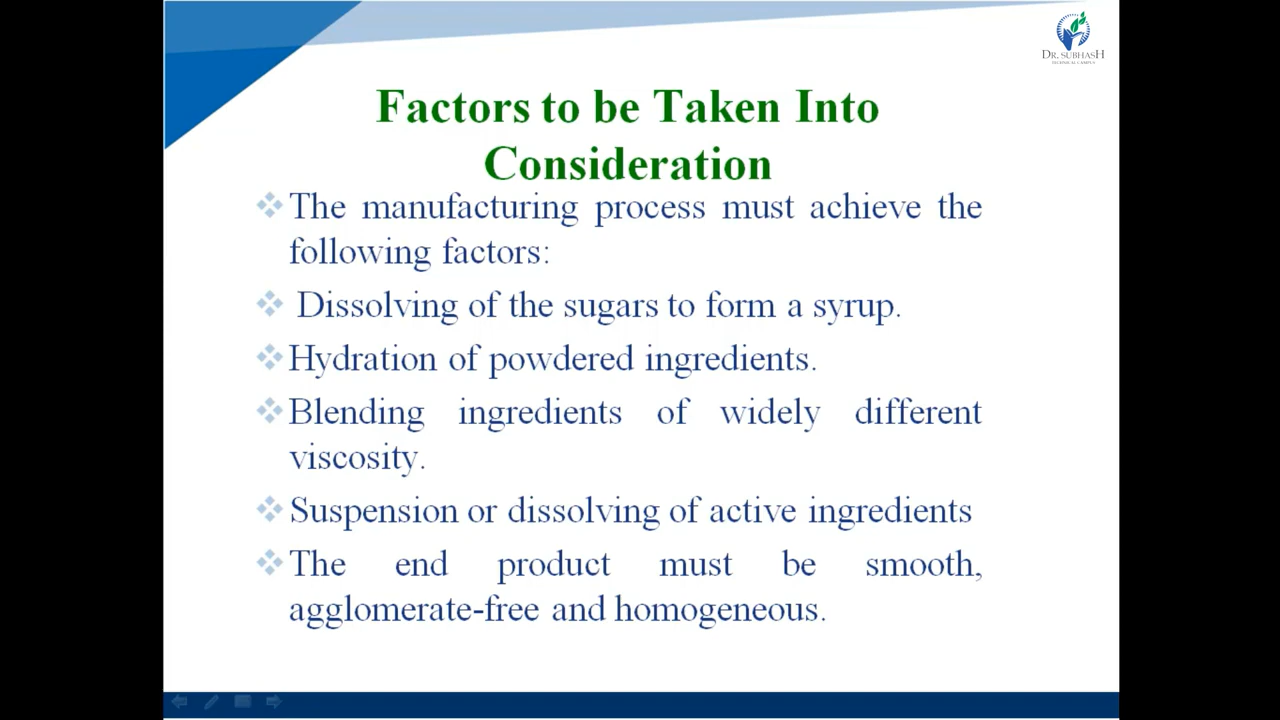 DR. SUBHASH
TECHNICAL CAMPUS
Factors to be Taken Into
Consideration
The manufacturing process must achieve the
following factors:
Dissolving of the sugars to form a syrup.
Hydration of powdered ingredients.
Blending ingredients of widely different
viscosity.
Suspension or dissolving of active ingredients
The end product must be smooth,
agglomerate-free and homogeneous.